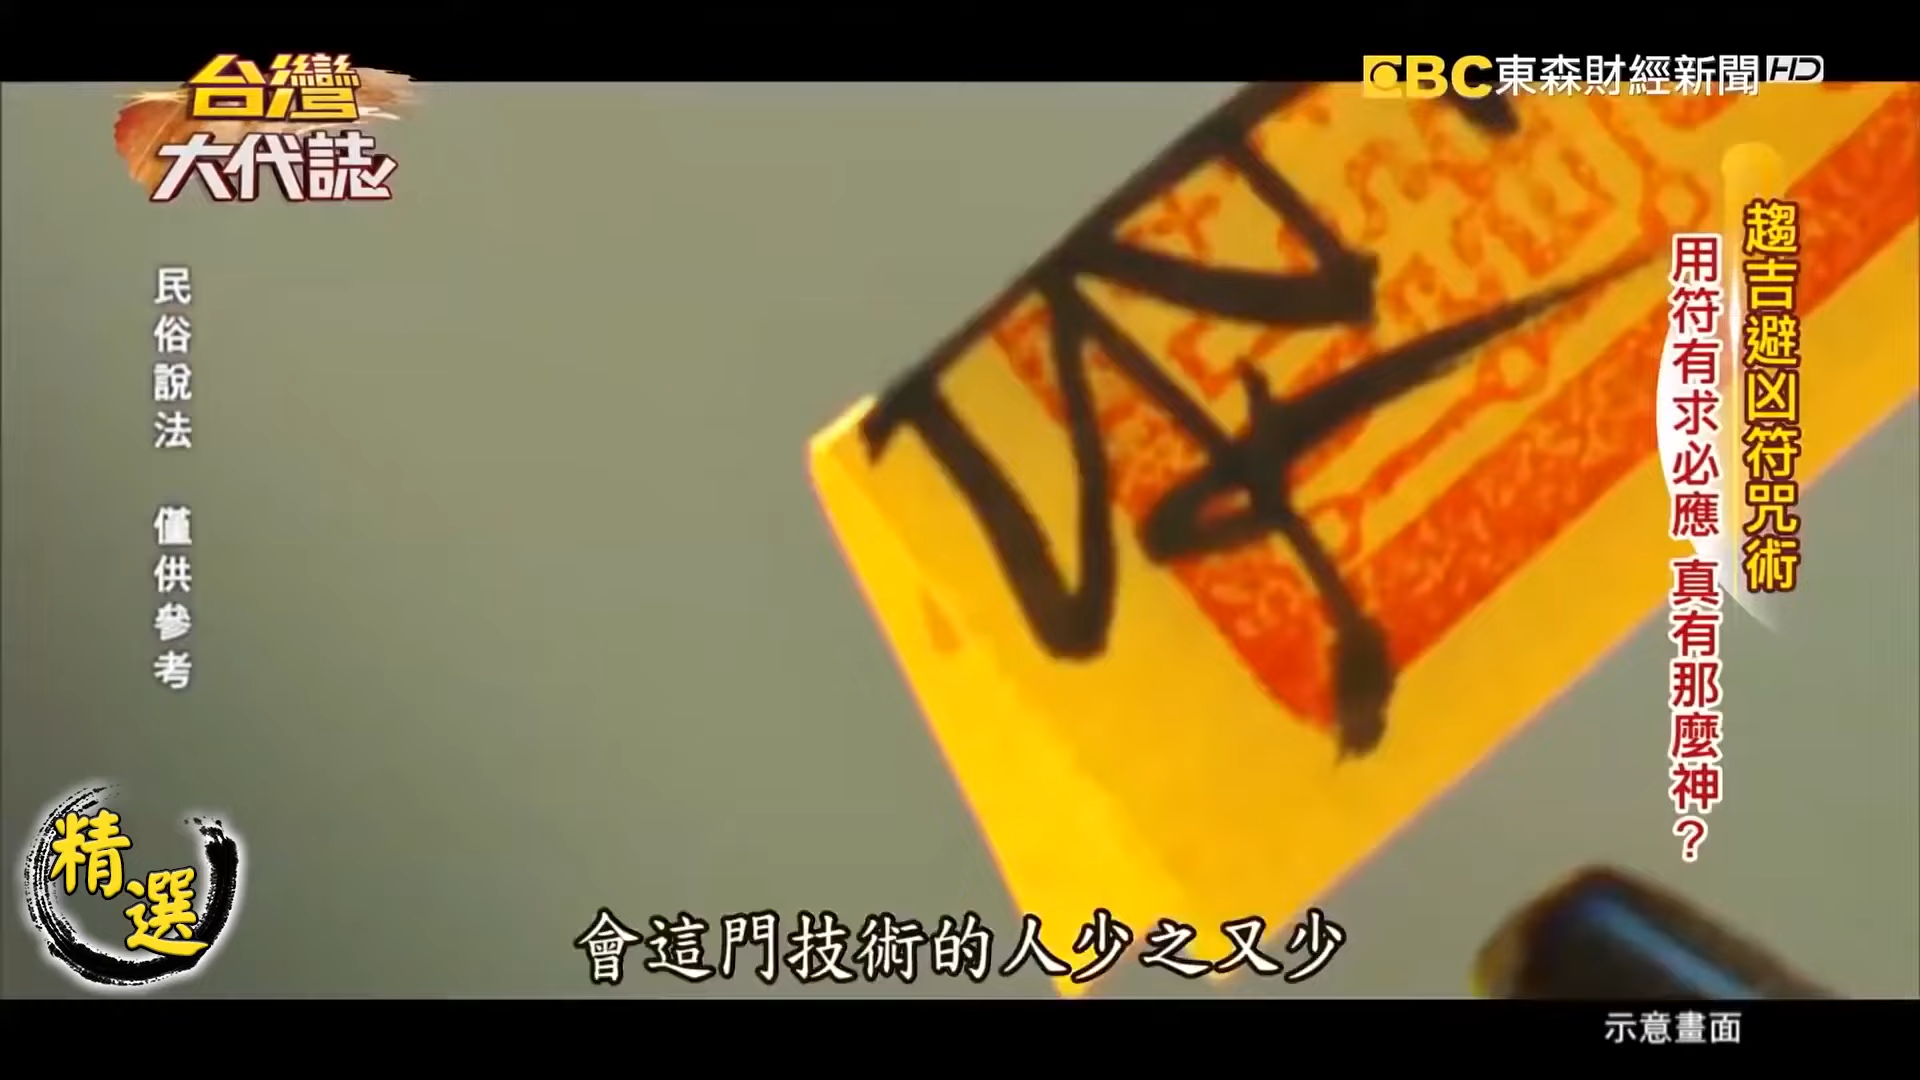 台灣
大代誌
EBC東森財經新聞HD
趨吉避凶符咒術
用符有求必應 真有那麼神？
民俗說法 僅供參考
精選
會這門技術的人少之又少
示意畫面